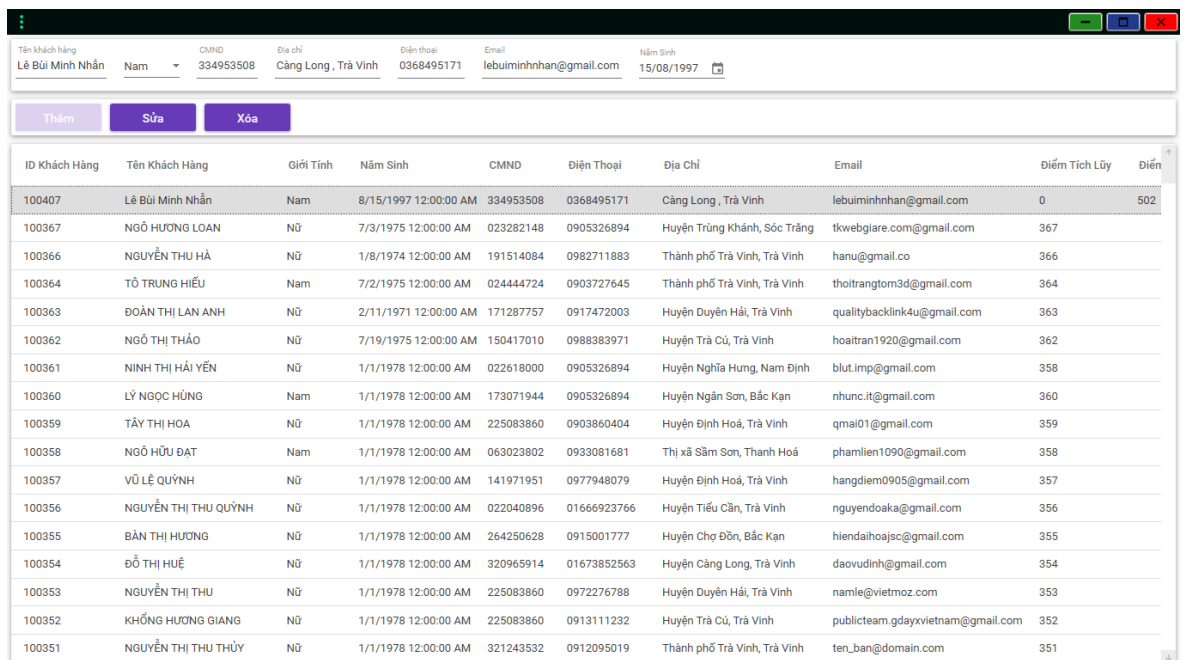 Tên khách hàng CMND Địa chỉ Điện thoại Email Năm Sinh
Lê Bùi Minh Nhẫn Nam 334953508 Càng Long , Trà Vinh 0368495171 lebuiminhnhan@gmail.com 15/08/1997
Thêm Sửa Xóa
ID Khách Hàng Tên Khách Hàng Giới Tính Năm Sinh CMND Điện Thoại Địa Chỉ Email Điểm Tích Lũy Điểm
100407 Lê Bùi Minh Nhẫn Nam 8/15/1997 12:00:00 AM 334953508 0368495171 Càng Long , Trà Vinh lebuiminhnhan@gmail.com 0 502
100367 NGÔ HƯƠNG LOAN Nữ 7/3/1975 12:00:00 AM 023282148 0905326894 Huyện Trùng Khánh, Sóc Trăng tkwebgiare.com@gmail.com 367
100366 NGUYỄN THU HÀ Nữ 1/8/1974 12:00:00 AM 191514084 0982711883 Thành phố Trà Vinh, Trà Vinh hanu@gmail.co 366
100364 TÔ TRUNG HIẾU Nam 7/2/1975 12:00:00 AM 024444724 0903727645 Thành phố Trà Vinh, Trà Vinh thoitrangtom3d@gmail.com 364
100363 ĐOÀN THỊ LAN ANH Nữ 2/11/1971 12:00:00 AM 171287757 0917472003 Huyện Duyên Hải, Trà Vinh qualitybacklink4u@gmail.com 363
100362 NGÔ THỊ THẢO Nữ 7/19/1975 12:00:00 AM 150417010 0988383971 Huyện Trà Cú, Trà Vinh hoaitran1920@gmail.com 362
100361 NINH THỊ HẢI YẾN Nữ 1/1/1978 12:00:00 AM 022618000 0905326894 Huyện Nghĩa Hưng, Nam Định blut.imp@gmail.com 358
100360 LÝ NGỌC HÙNG Nam 1/1/1978 12:00:00 AM 173071944 0905326894 Huyện Ngân Sơn, Bắc Kạn nhunc.it@gmail.com 360
100359 TÂY THỊ HOA Nữ 1/1/1978 12:00:00 AM 225083860 0903860404 Huyện Định Hoá, Trà Vinh qmai01@gmail.com 359
100358 NGÔ HỮU ĐẠT Nam 1/1/1978 12:00:00 AM 063023802 0933081681 Thị xã Sầm Sơn, Thanh Hoá phamlien1090@gmail.com 358
100357 VŨ LỆ QUỲNH Nữ 1/1/1978 12:00:00 AM 141971951 0977948079 Huyện Định Hoá, Trà Vinh hangdiem0905@gmail.com 357
100356 NGUYỄN THỊ THU QUỲNH Nữ 1/1/1978 12:00:00 AM 022040896 01666923766 Huyện Tiểu Cần, Trà Vinh nguyendoaka@gmail.com 356
100355 BÀN THỊ HƯƠNG Nữ 1/1/1978 12:00:00 AM 264250628 0915001777 Huyện Chợ Đồn, Bắc Kạn hiendaihoajsc@gmail.com 355
100354 ĐỖ THỊ HUỆ Nữ 1/1/1978 12:00:00 AM 320965914 01673852563 Huyện Càng Long, Trà Vinh daovudinh@gmail.com 354
100353 NGUYỄN THỊ THU Nữ 1/1/1978 12:00:00 AM 225083860 0972276788 Huyện Duyên Hải, Trà Vinh namle@vietmoz.com 353
100352 KHỔNG HƯƠNG GIANG Nữ 1/1/1978 12:00:00 AM 225083860 0913111232 Huyện Trà Cú, Trà Vinh publicteam.gdayxvietnam@gmail.com 352
100351 NGUYỄN THỊ THU THỦY Nữ 1/1/1978 12:00:00 AM 321243532 0912095019 Thành phố Trà Vinh, Trà Vinh ten_ban@domain.com 351